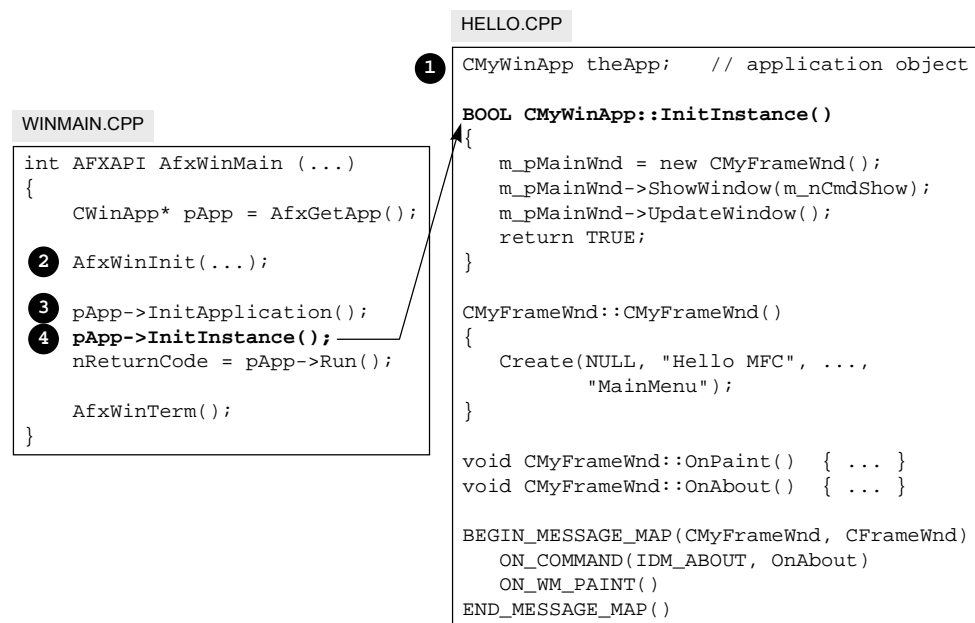 HELLO.CPP
1 CMyWinApp theApp;   // application object
BOOL CMyWinApp::InitInstance()
{
   m_pMainWnd = new CMyFrameWnd();
   m_pMainWnd->ShowWindow(m_nCmdShow);
   m_pMainWnd->UpdateWindow();
   return TRUE;
}
CMyFrameWnd::CMyFrameWnd()
{
   Create(NULL, "Hello MFC", ...,
          "MainMenu");
}
void CMyFrameWnd::OnPaint()  { ... }
void CMyFrameWnd::OnAbout()  { ... }
BEGIN_MESSAGE_MAP(CMyFrameWnd, CFrameWnd)
   ON_COMMAND(IDM_ABOUT, OnAbout)
   ON_WM_PAINT()
END_MESSAGE_MAP()
WINMAIN.CPP
int AFXAPI AfxWinMain (...)
{
    CWinApp* pApp = AfxGetApp();
2   AfxWinInit(...);
3   pApp->InitApplication();
4   pApp->InitInstance();
    nReturnCode = pApp->Run();
    AfxWinTerm();
}